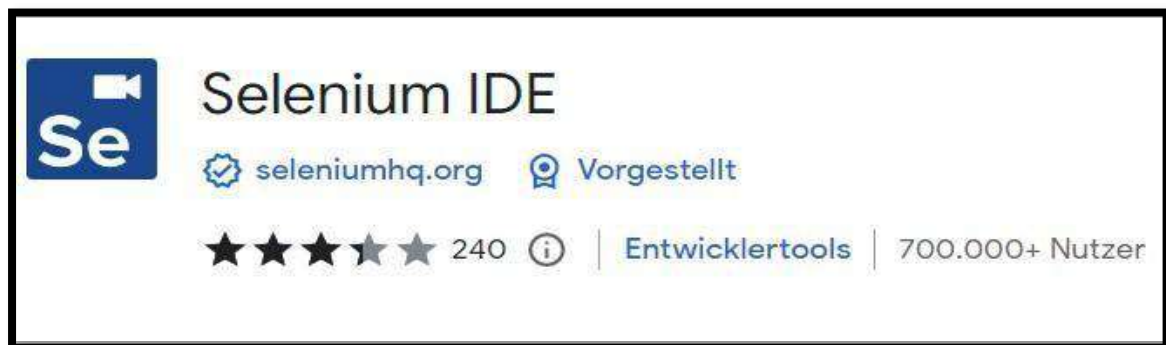 Se
Selenium IDE
seleniumhq.org Vorgestellt
240 Entwicklertools 700.000+ Nutzer